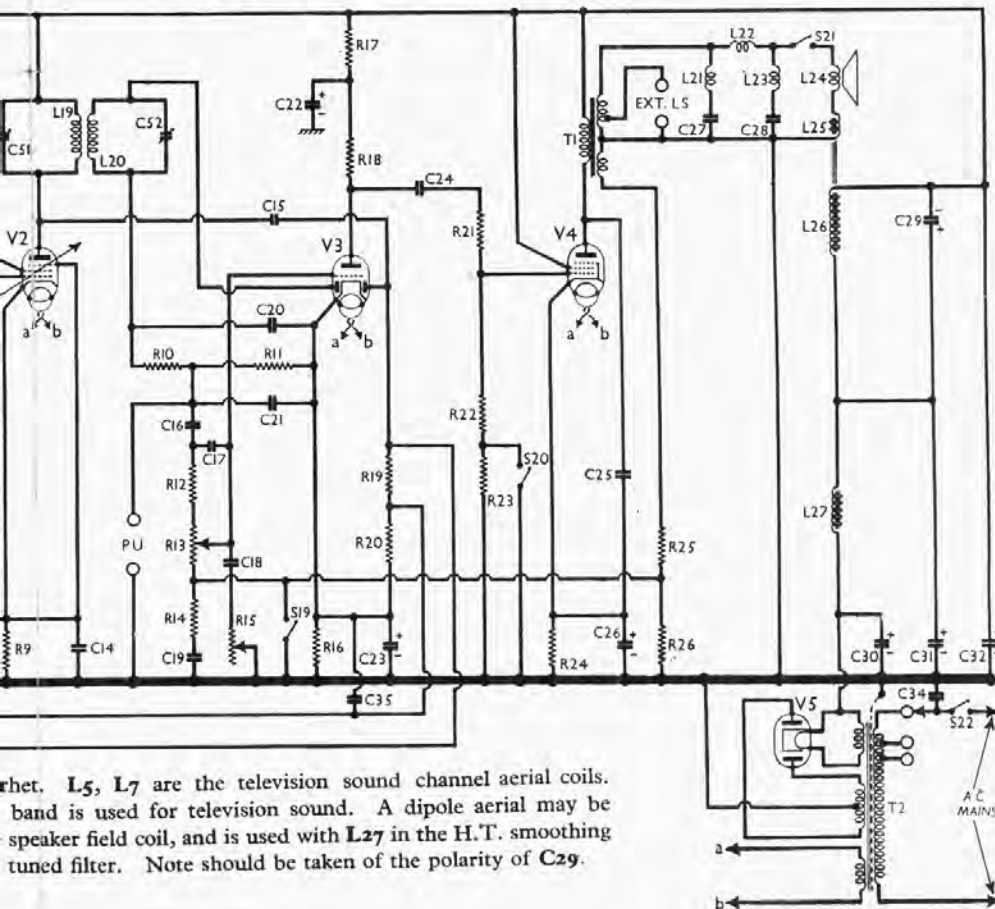 R17
L22
S21
L19
C52
C22
L21
L23
L24
EXT. LS
C51
L20
T1
C27
C28
L25
R18
C24
C15
R21
L26
C29
V2
V3
V4
a
b
a
b
a
b
C20
R10
R11
C16
C21
R22
C17
S20
R12
R19
R23
C25
L27
PU
R13
R20
R25
C18
R14
S19
R15
R9
C14
C19
R16
C23
R24
C26
R26
C30
C31
C32
C35
C34
V5
S22
T2
A C
MAINS
a
b
rhet. L5, L7 are the television sound channel aerial coils.
band is used for television sound. A dipole aerial may be
speaker field coil, and is used with L27 in the H.T. smoothing
tuned filter. Note should be taken of the polarity of C29.